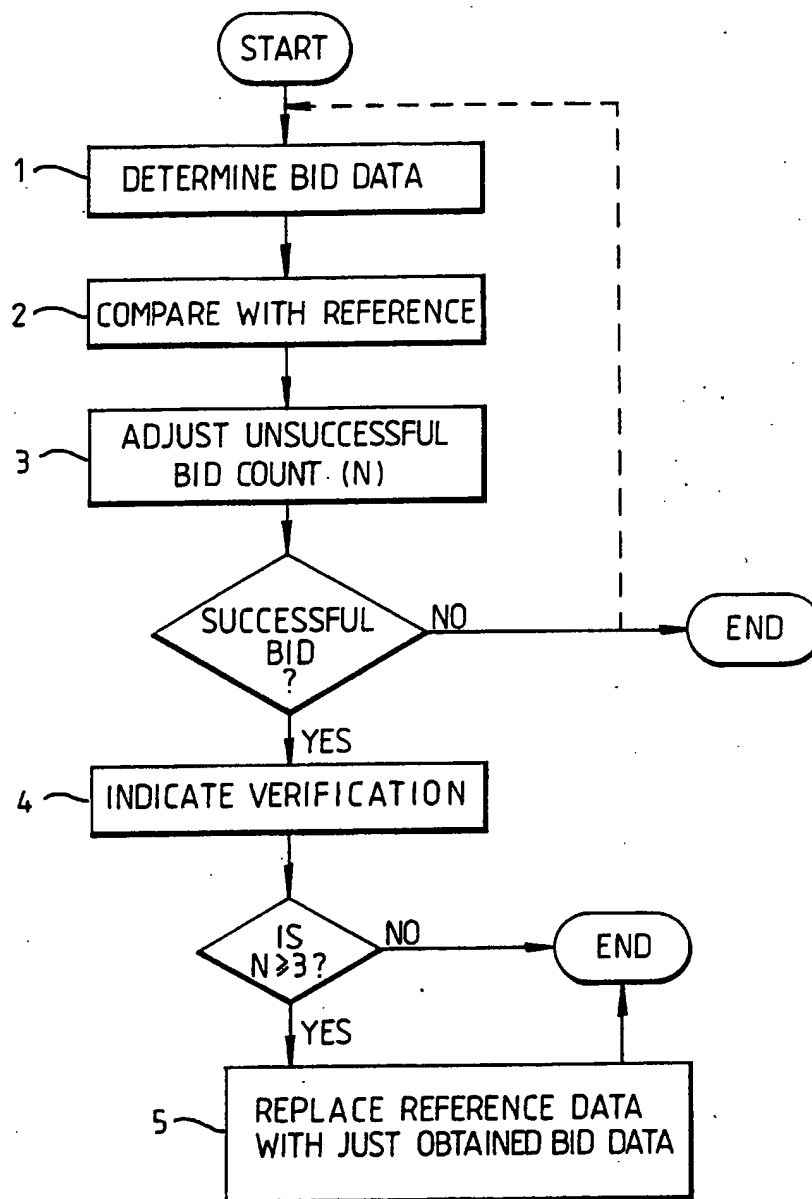 START
1
DETERMINE BID DATA
2
COMPARE WITH REFERENCE
3
ADJUST UNSUCCESSFUL
BID COUNT. (N)
SUCCESSFUL
BID
?
NO
END
YES
4
INDICATE VERIFICATION
IS
N⩾3?
NO
END
YES
5
REPLACE REFERENCE DATA
WITH JUST OBTAINED BID DATA